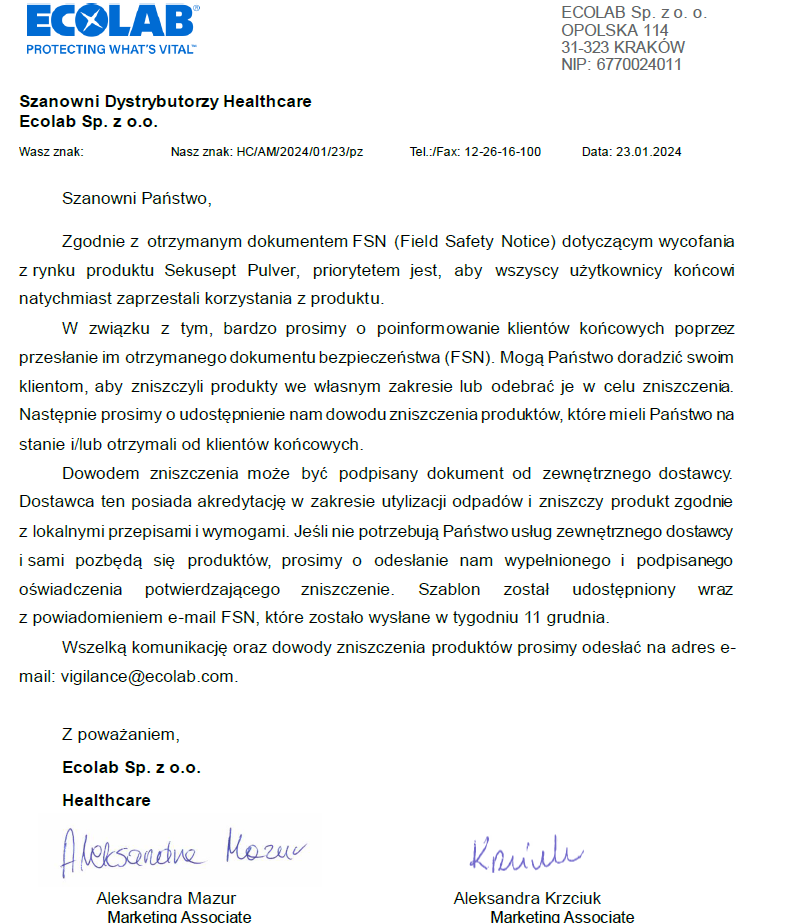 ECOLAB®
PROTECTING WHAT'S VITAL™
ECOLAB Sp. z o. o.
OPOLSKA 114
31-323 KRAKÓW
NIP: 6770024011
Szanowni Dystrybutorzy Healthcare
Ecolab Sp. z o.o.
Wasz znak: Nasz znak: HC/AM/2024/01/23/pz Tel.:/Fax: 12-26-16-100 Data: 23.01.2024
Szanowni Państwo,
Zgodnie z otrzymanym dokumentem FSN (Field Safety Notice) dotyczącym wycofania
z rynku produktu Sekusept Pulver, priorytetem jest, aby wszyscy użytkownicy końcowi
natychmiast zaprzestali korzystania z produktu.
W związku z tym, bardzo prosimy o poinformowanie klientów końcowych poprzez
przesłanie im otrzymanego dokumentu bezpieczeństwa (FSN). Mogą Państwo doradzić swoim
klientom, aby zniszczyli produkty we własnym zakresie lub odebrać je w celu zniszczenia.
Następnie prosimy o udostępnienie nam dowodu zniszczenia produktów, które mieli Państwo na
stanie i/lub otrzymali od klientów końcowych.
Dowodem zniszczenia może być podpisany dokument od zewnętrznego dostawcy.
Dostawca ten posiada akredytację w zakresie utylizacji odpadów i zniszczy produkt zgodnie
z lokalnymi przepisami i wymogami. Jeśli nie potrzebują Państwo usług zewnętrznego dostawcy
i sami pozbędą się produktów, prosimy o odesłanie nam wypełnionego i podpisanego
oświadczenia potwierdzającego zniszczenie. Szablon został udostępniony wraz
z powiadomieniem e-mail FSN, które zostało wysłane w tygodniu 11 grudnia.
Wszelką komunikację oraz dowody zniszczenia produktów prosimy odesłać na adres e-
mail: vigilance@ecolab.com.
Z poważaniem,
Ecolab Sp. z o.o.
Healthcare
Aleksandra Mazur Krzciuk
Aleksandra Mazur Aleksandra Krzciuk
Marketing Associate Marketing Associate